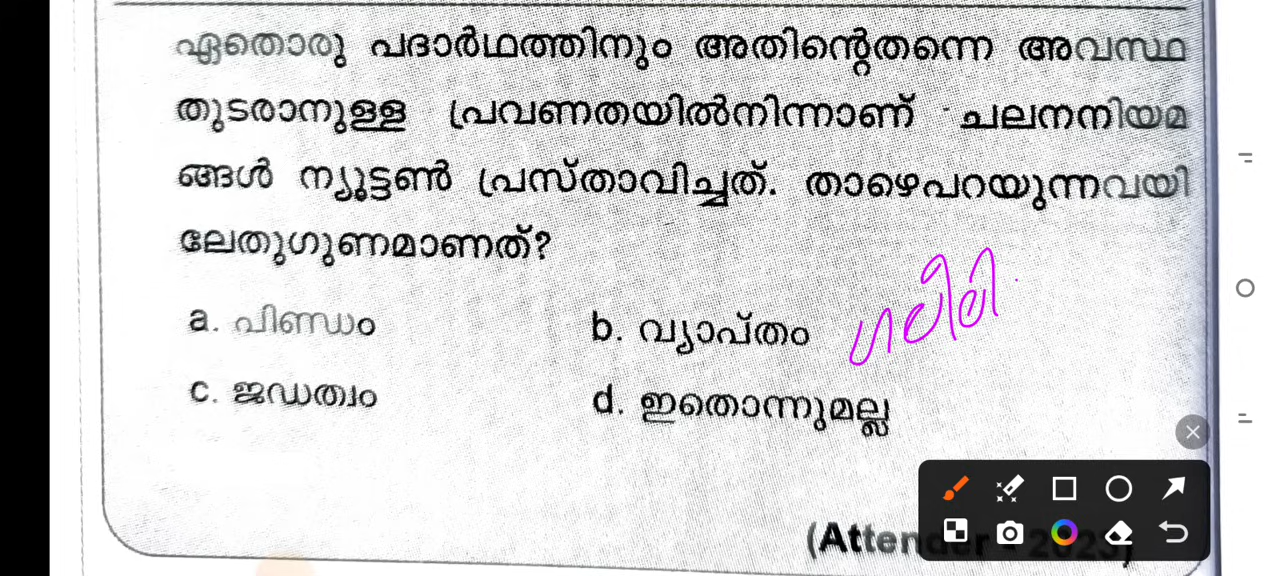 ഏതൊരു പദാർഥത്തിനും അതിന്റെതന്നെ അവസ്ഥ
തുടരാനുള്ള പ്രവണതയിൽനിന്നാണ് ചലനനിയമ
ങ്ങൾ ന്യൂട്ടൺ പ്രസ്താവിച്ചത്. താഴെപറയുന്നവയി
ലേതുഗുണമാണത്?
a. പിണ്ഡം
b. വ്യാപ്തം
ഗലീലി
c. ജഡത്വം
d. ഇതൊന്നുമല്ല
(Attender - 2023)